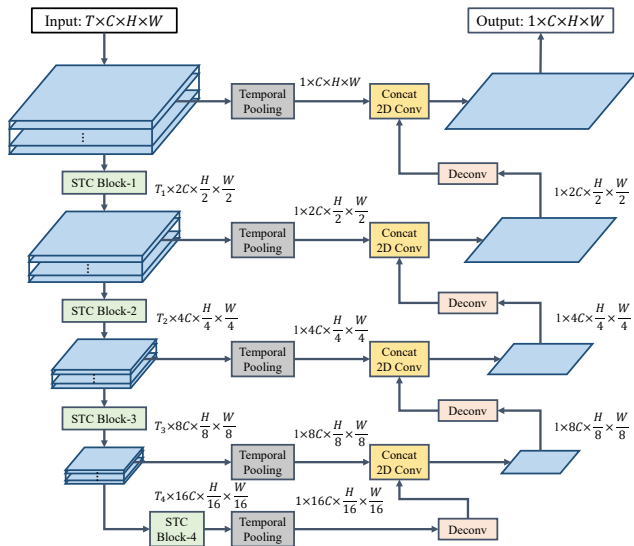 Input: T×C×H×W
Output: 1×C×H×W
Temporal
Pooling
1×C×H×W
Concat
2D Conv
⋮
STC Block-1
T₁×2C×H/2×W/2
Deconv
1×2C×H/2×W/2
1×2C×H/2×W/2
Temporal
Pooling
Concat
2D Conv
⋮
STC Block-2
T₂×4C×H/4×W/4
1×4C×H/4×W/4
Deconv
1×4C×H/4×W/4
Temporal
Pooling
Concat
2D Conv
⋮
STC Block-3
T₃×8C×H/8×W/8
1×8C×H/8×W/8
Deconv
1×8C×H/8×W/8
Temporal
Pooling
Concat
2D Conv
⋮
T₄×16C×H/16×W/16
1×16C×H/16×W/16
STC
Block-4
Temporal
Pooling
Deconv